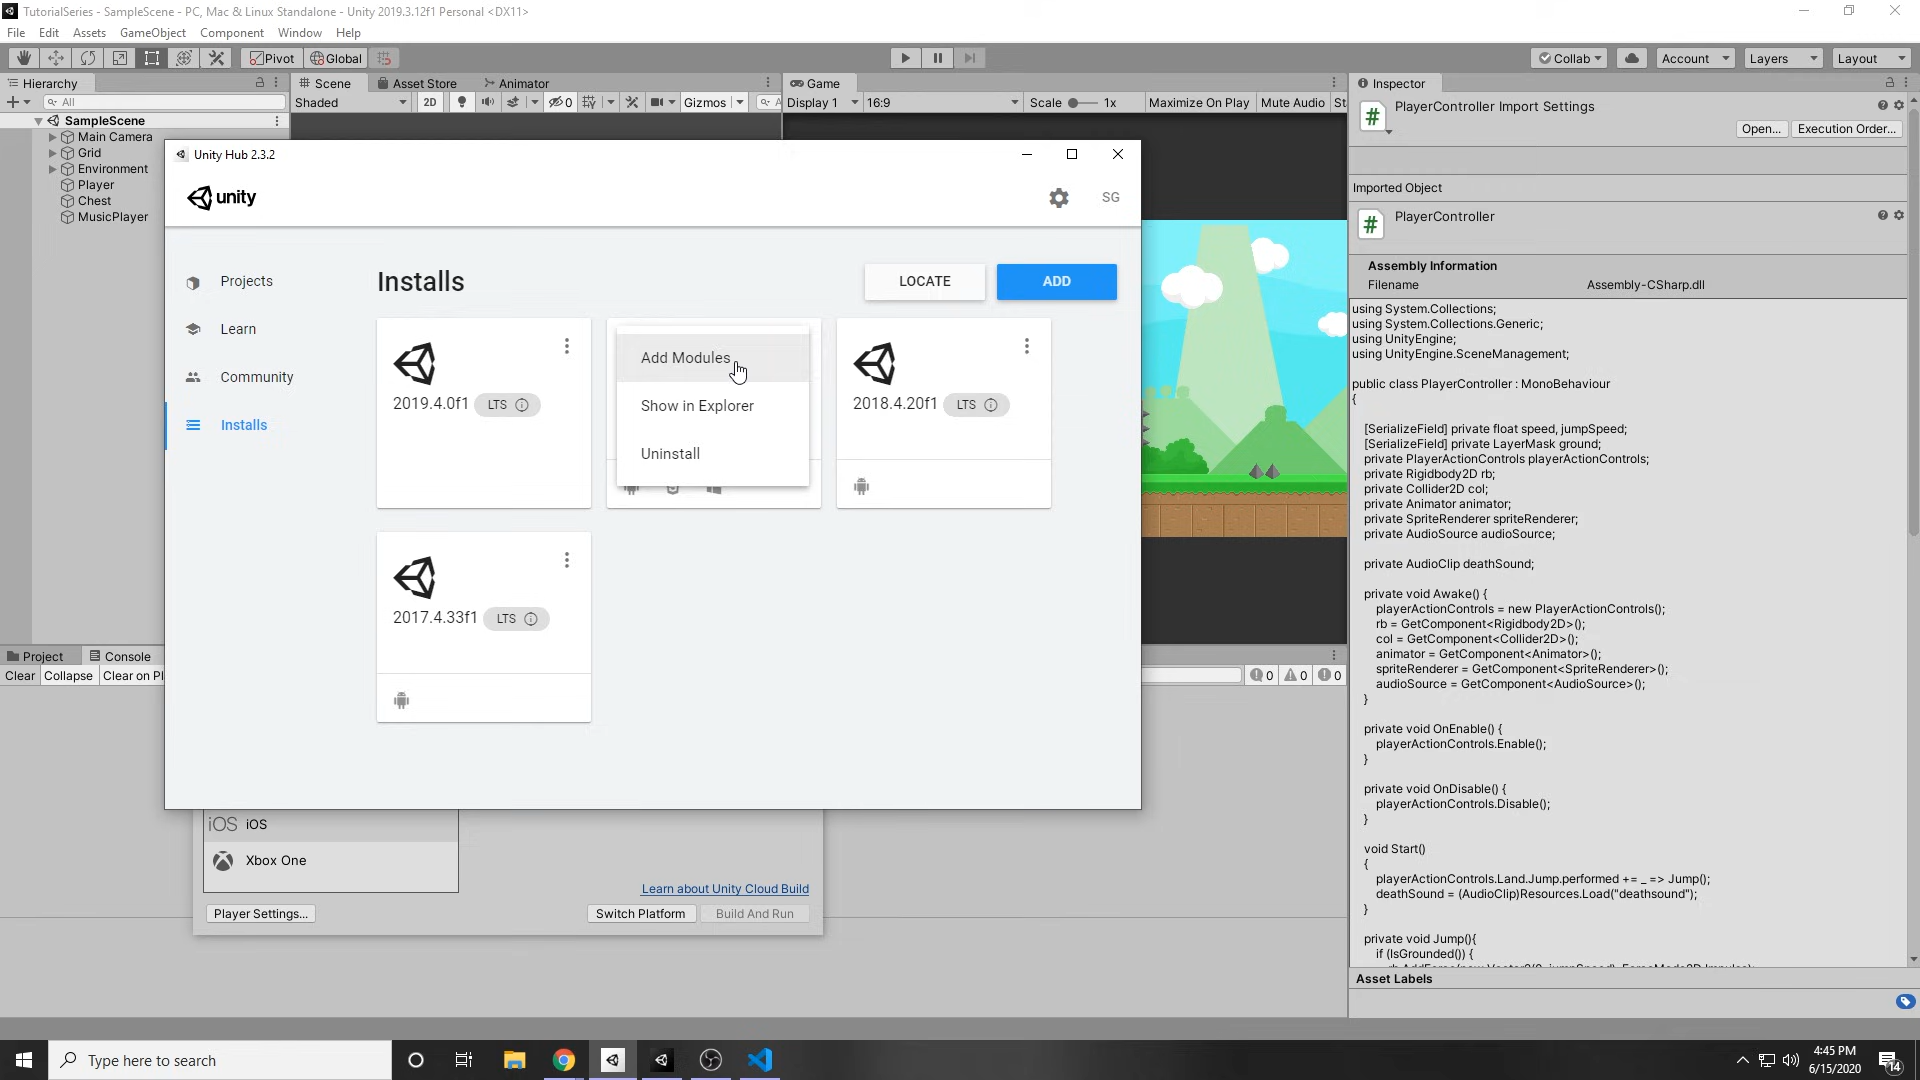 TutorialSeries - SampleScene - PC, Mac & Linux Standalone - Unity 2019.3.12f1 Personal <DX11>
File Edit Assets GameObject Component Window Help
Pivot Global Collab Account Layers Layout
Hierarchy Scene Asset Store Animator Game Inspector
All Shaded 2D 0 Gizmos A Display 1 16:9 Scale 1x Maximize On Play Mute Audio St
PlayerController Import Settings
Open... Execution Order...
SampleScene
Main Camera
Grid
Environment
Player
Chest
MusicPlayer
Unity Hub 2.3.2
unity
SG
Projects
Learn
Community
Installs
Installs
LOCATE ADD
2019.4.0f1 LTS
Add Modules
Show in Explorer
Uninstall
2018.4.20f1 LTS
2017.4.33f1 LTS
Project Console
Clear Collapse Clear on Pl
0 0 0
iOS iOS
Xbox One
Learn about Unity Cloud Build
Player Settings... Switch Platform Build And Run
Imported Object
# PlayerController
Assembly Information
Filename Assembly-CSharp.dll
using System.Collections;
using System.Collections.Generic;
using UnityEngine;
using UnityEngine.SceneManagement;
public class PlayerController : MonoBehaviour
{
[SerializeField] private float speed, jumpSpeed;
[SerializeField] private LayerMask ground;
private PlayerActionControls playerActionControls;
private Rigidbody2D rb;
private Collider2D col;
private Animator animator;
private SpriteRenderer spriteRenderer;
private AudioSource audioSource;
private AudioClip deathSound;
private void Awake() {
playerActionControls = new PlayerActionControls();
rb = GetComponent<Rigidbody2D>();
col = GetComponent<Collider2D>();
animator = GetComponent<Animator>();
spriteRenderer = GetComponent<SpriteRenderer>();
audioSource = GetComponent<AudioSource>();
}
private void OnEnable() {
playerActionControls.Enable();
}
private void OnDisable() {
playerActionControls.Disable();
}
void Start()
{
playerActionControls.Land.Jump.performed += _ => Jump();
deathSound = (AudioClip)Resources.Load("deathsound");
}
private void Jump(){
if (IsGrounded()) {
Asset Labels
Type here to search
4:45 PM
6/15/2020
14